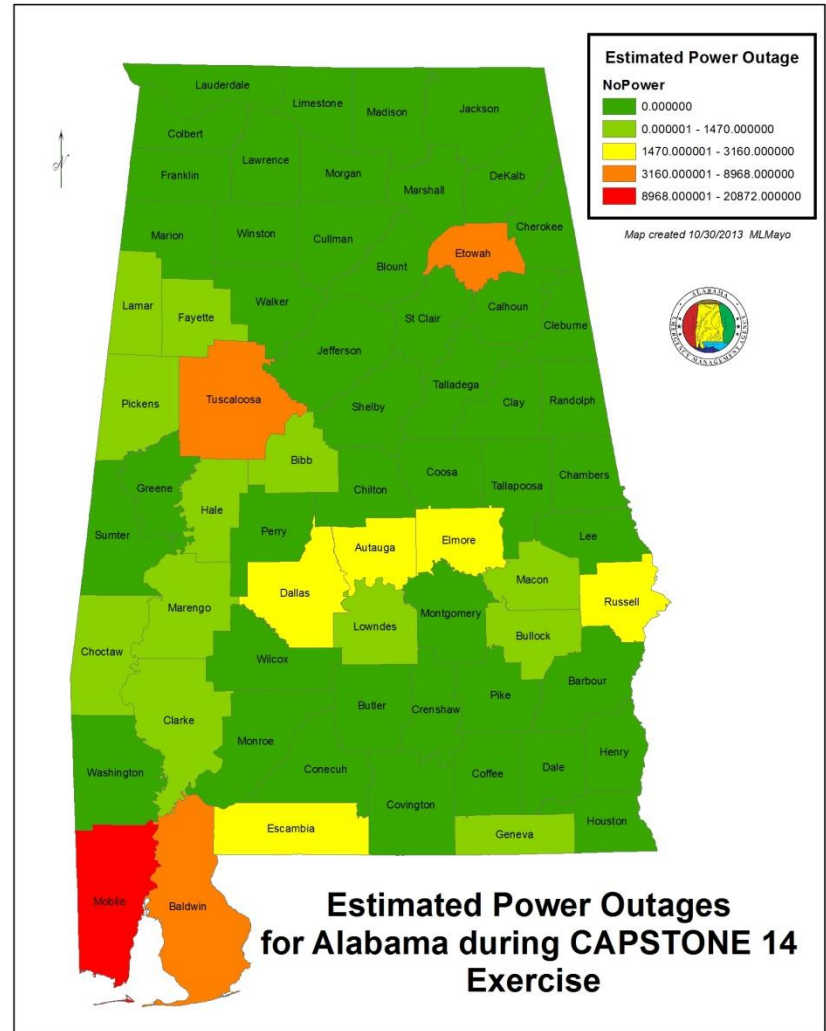 Estimated Power Outage
NoPower
0.000000
0.000001 - 1470.000000
1470.000001 - 3160.000000
3160.000001 - 8968.000000
8968.000001 - 20872.000000
Map created 10/30/2013 MLMayo
ALABAMA
EMERGENCY MANAGEMENT AGENCY
N
Lauderdale
Limestone
Madison
Jackson
Colbert
Lawrence
Franklin
Morgan
DeKalb
Marshall
Cherokee
Marion
Winston
Cullman
Etowah
Blount
Lamar
Fayette
Walker
St Clair
Calhoun
Cleburne
Jefferson
Pickens
Tuscaloosa
Talladega
Shelby
Clay
Randolph
Bibb
Greene
Hale
Chilton
Coosa
Tallapoosa
Chambers
Sumter
Perry
Autauga
Elmore
Lee
Dallas
Macon
Russell
Marengo
Lowndes
Montgomery
Bullock
Choctaw
Wilcox
Clarke
Butler
Crenshaw
Pike
Barbour
Monroe
Washington
Conecuh
Coffee
Dale
Henry
Covington
Escambia
Geneva
Houston
Mobile
Baldwin
Estimated Power Outages
for Alabama during CAPSTONE 14
Exercise